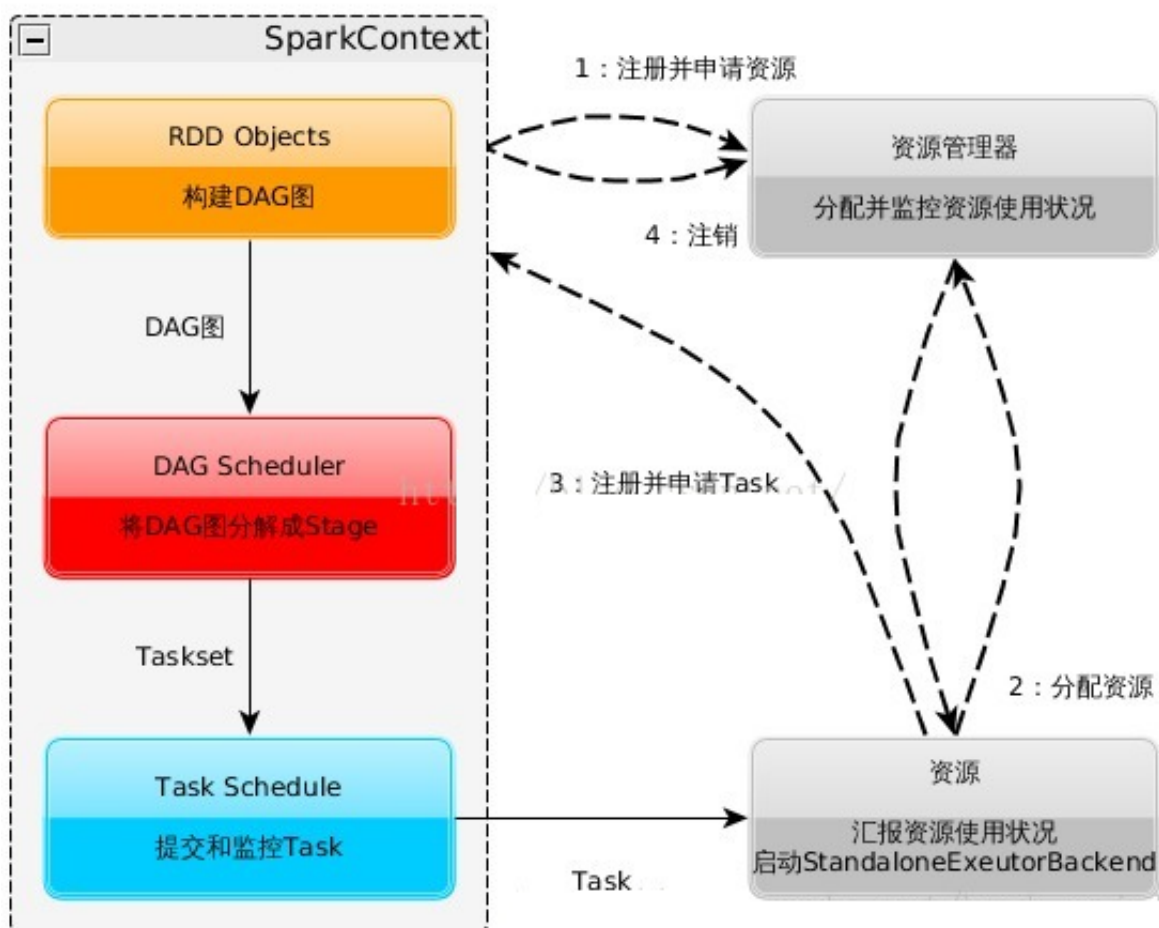 SparkContext
1：注册并申请资源
RDD Objects
构建DAG图
资源管理器
分配并监控资源使用状况
4：注销
DAG图
DAG Scheduler
将DAG图分解成Stage
3：注册并申请Task
Taskset
2：分配资源
Task Schedule
提交和监控Task
资源
汇报资源使用状况
启动StandaloneExeutorBackend
Task